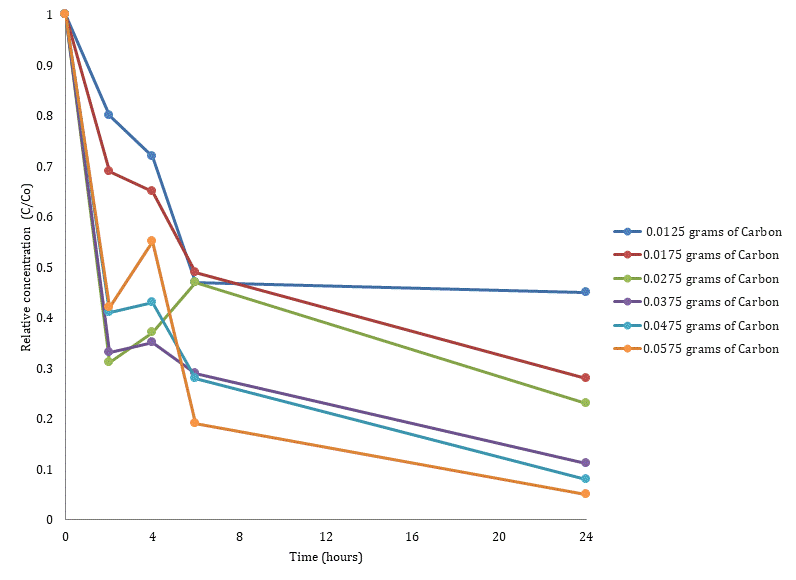 1
0.9
0.8
0.7
0.6
0.5
0.4
0.3
0.2
0.1
0
Relative concentration (C/Co)
0 4 8 12 16 20 24
Time (hours)
0.0125 grams of Carbon
0.0175 grams of Carbon
0.0275 grams of Carbon
0.0375 grams of Carbon
0.0475 grams of Carbon
0.0575 grams of Carbon